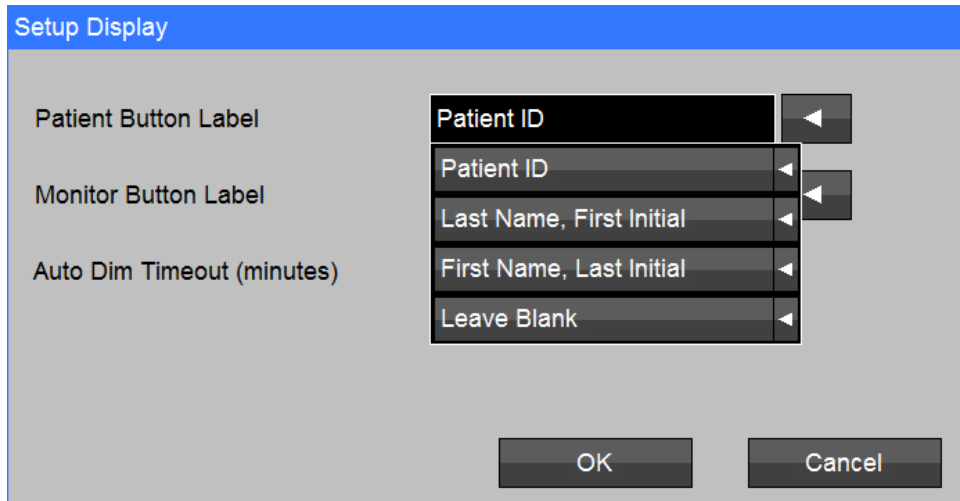 Setup Display
Patient Button Label
Patient ID
Patient ID
Monitor Button Label
Last Name, First Initial
Auto Dim Timeout (minutes)
First Name, Last Initial
Leave Blank
OK
Cancel